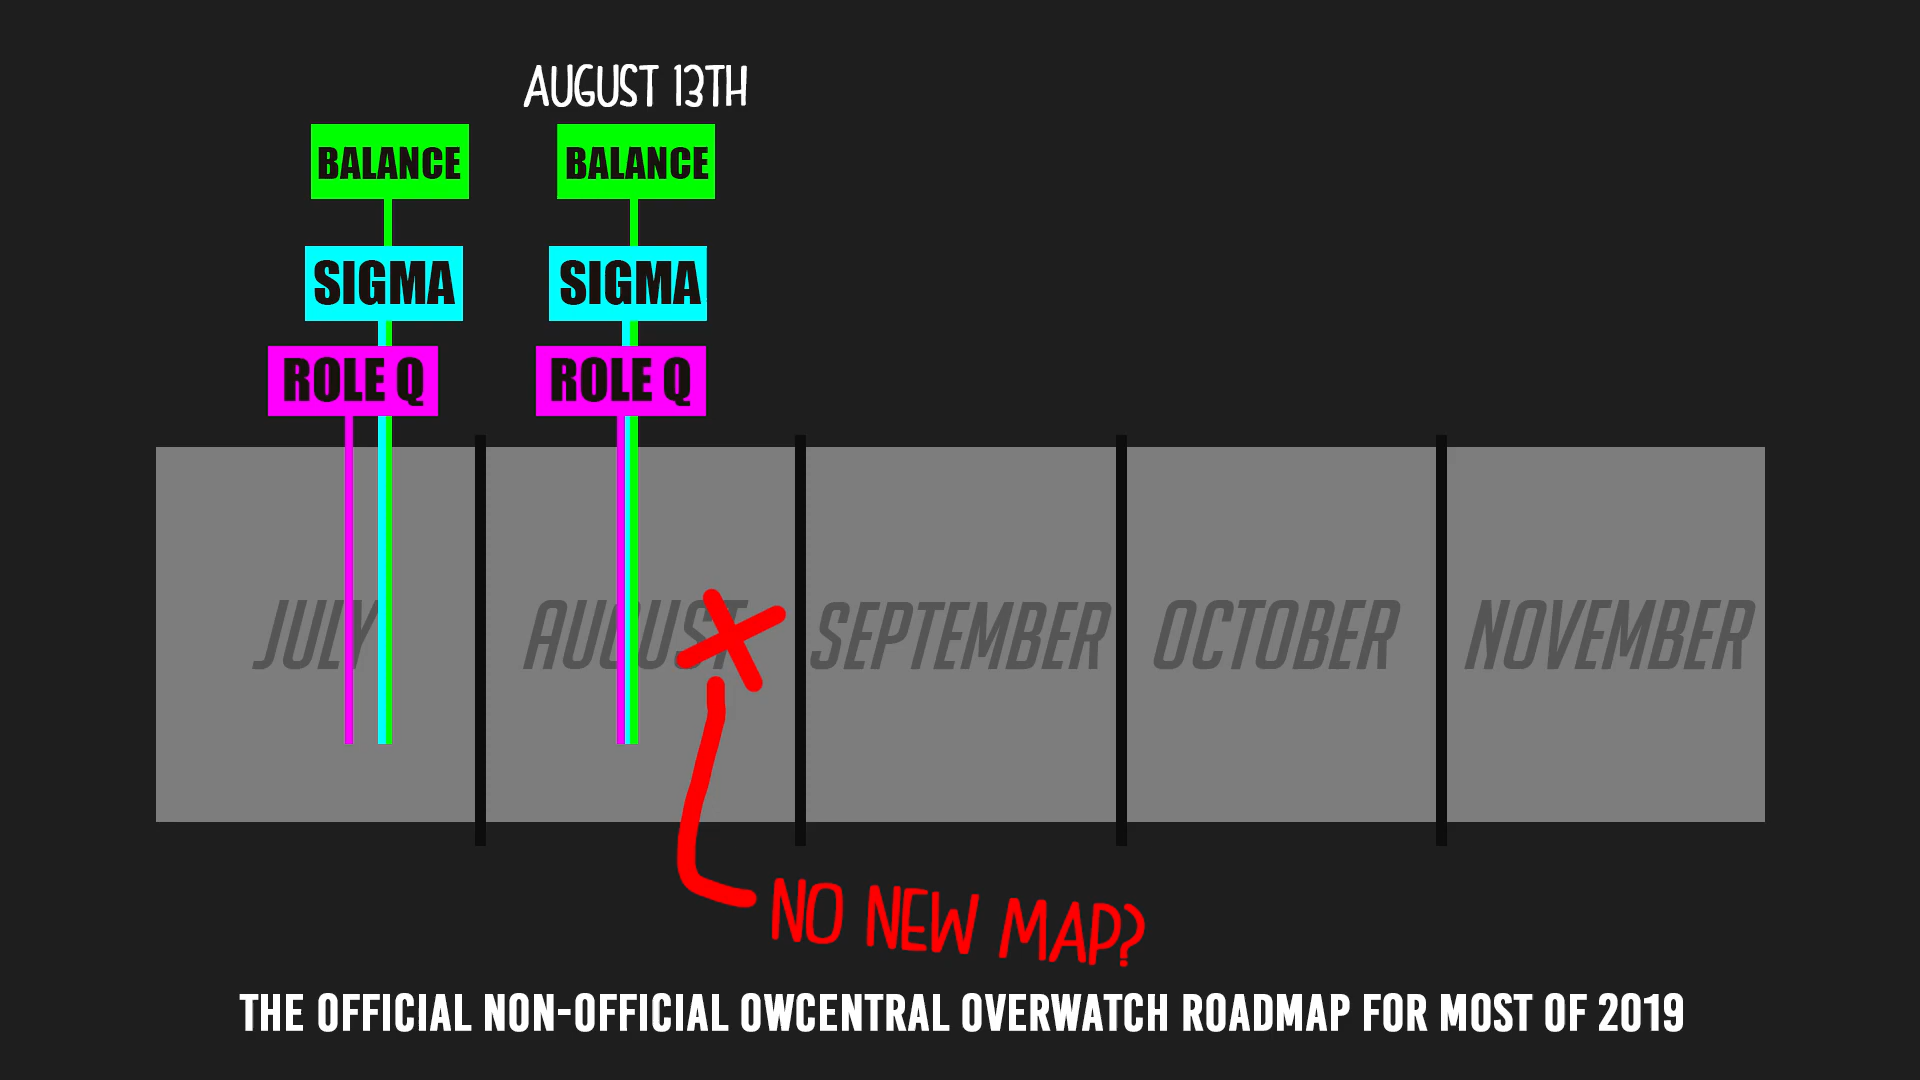 AUGUST 13TH
BALANCE BALANCE
SIGMA SIGMA
ROLE Q ROLE Q
JULY AUGUST SEPTEMBER OCTOBER NOVEMBER
NO NEW MAP?
THE OFFICIAL NON-OFFICIAL OWCENTRAL OVERWATCH ROADMAP FOR MOST OF 2019